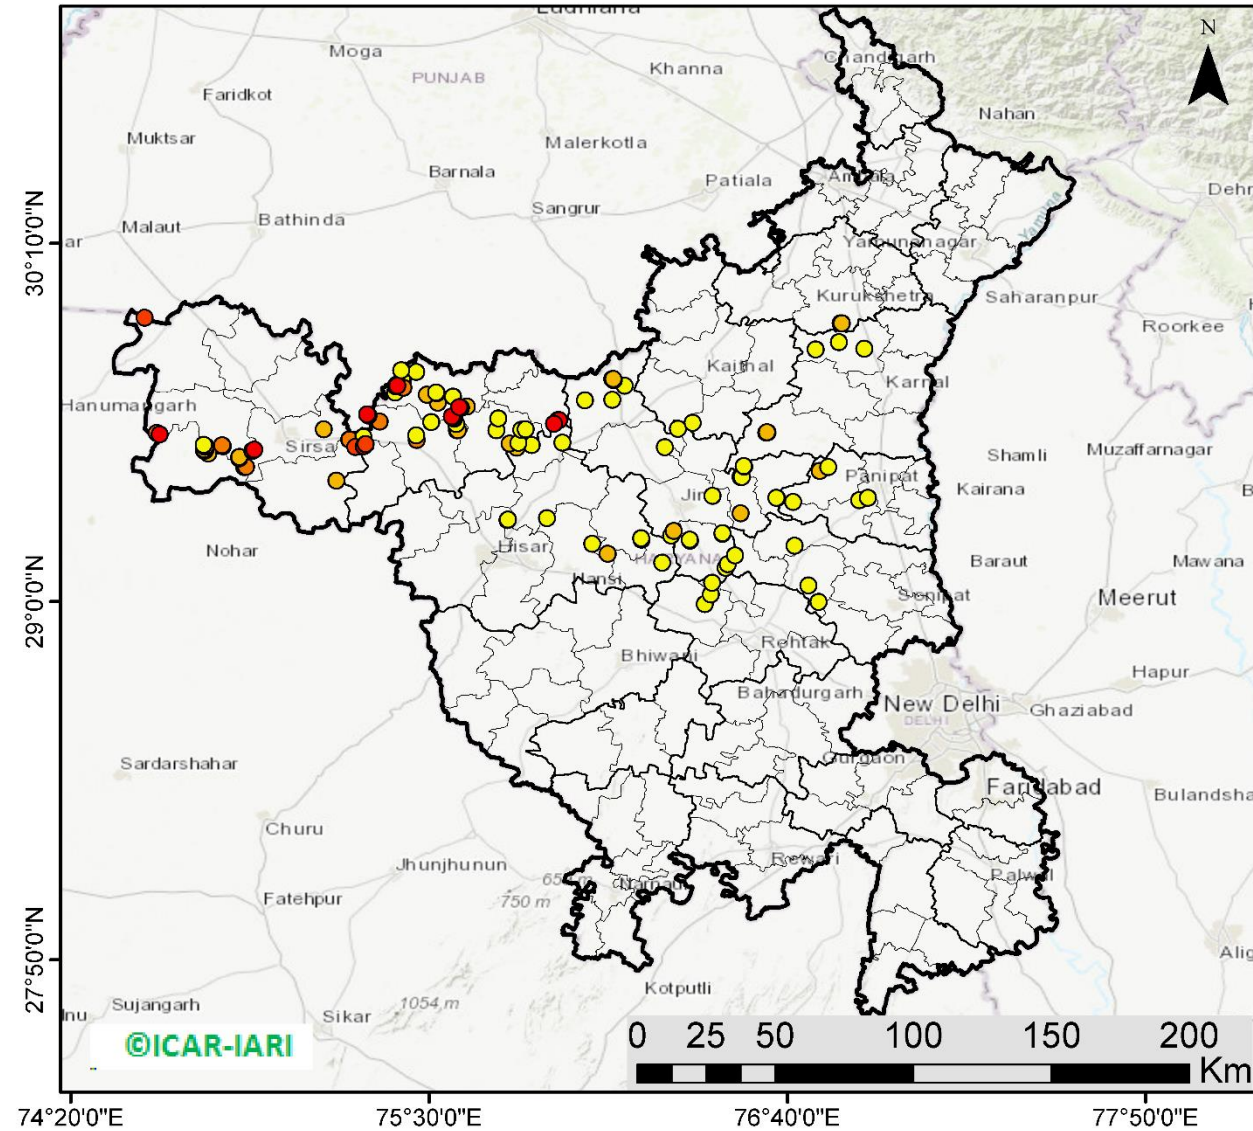 N
Chandigarh
Moga
Khanna
PUNJAB
Faridkot
Nahan
Muktsar
Malerkotla
Barnala
Patiala
Ambala
Sangrur
Malaut
Bathinda
Yamuna
Yamunanagar
30°10'0"N
Kurukshetra
Saharanpur
Roorkee
Kaithal
Karnal
Hanumangarh
Sirsa
Muzaffarnagar
Shamli
Panipat
Kairana
Jind
Nohar
Hisar
HARYANA
Baraut
Mawana
Hansi
Sonipat
Meerut
29°0'0"N
Rohtak
Bhiwani
Hapur
Bahadurgarh
New Delhi
Ghaziabad
DELHI
Sardarshahar
Gurgaon
Faridabad
Churu
Rewari
Jhunjhunun
Narnaul
Palwal
750 m
Fatehpur
27°50'0"N
Kotputli
Sujangarh
1054 m
Sikar
©ICAR-IARI
0 25 50 100 150 200
Km
74°20'0"E 75°30'0"E 76°40'0"E 77°50'0"E